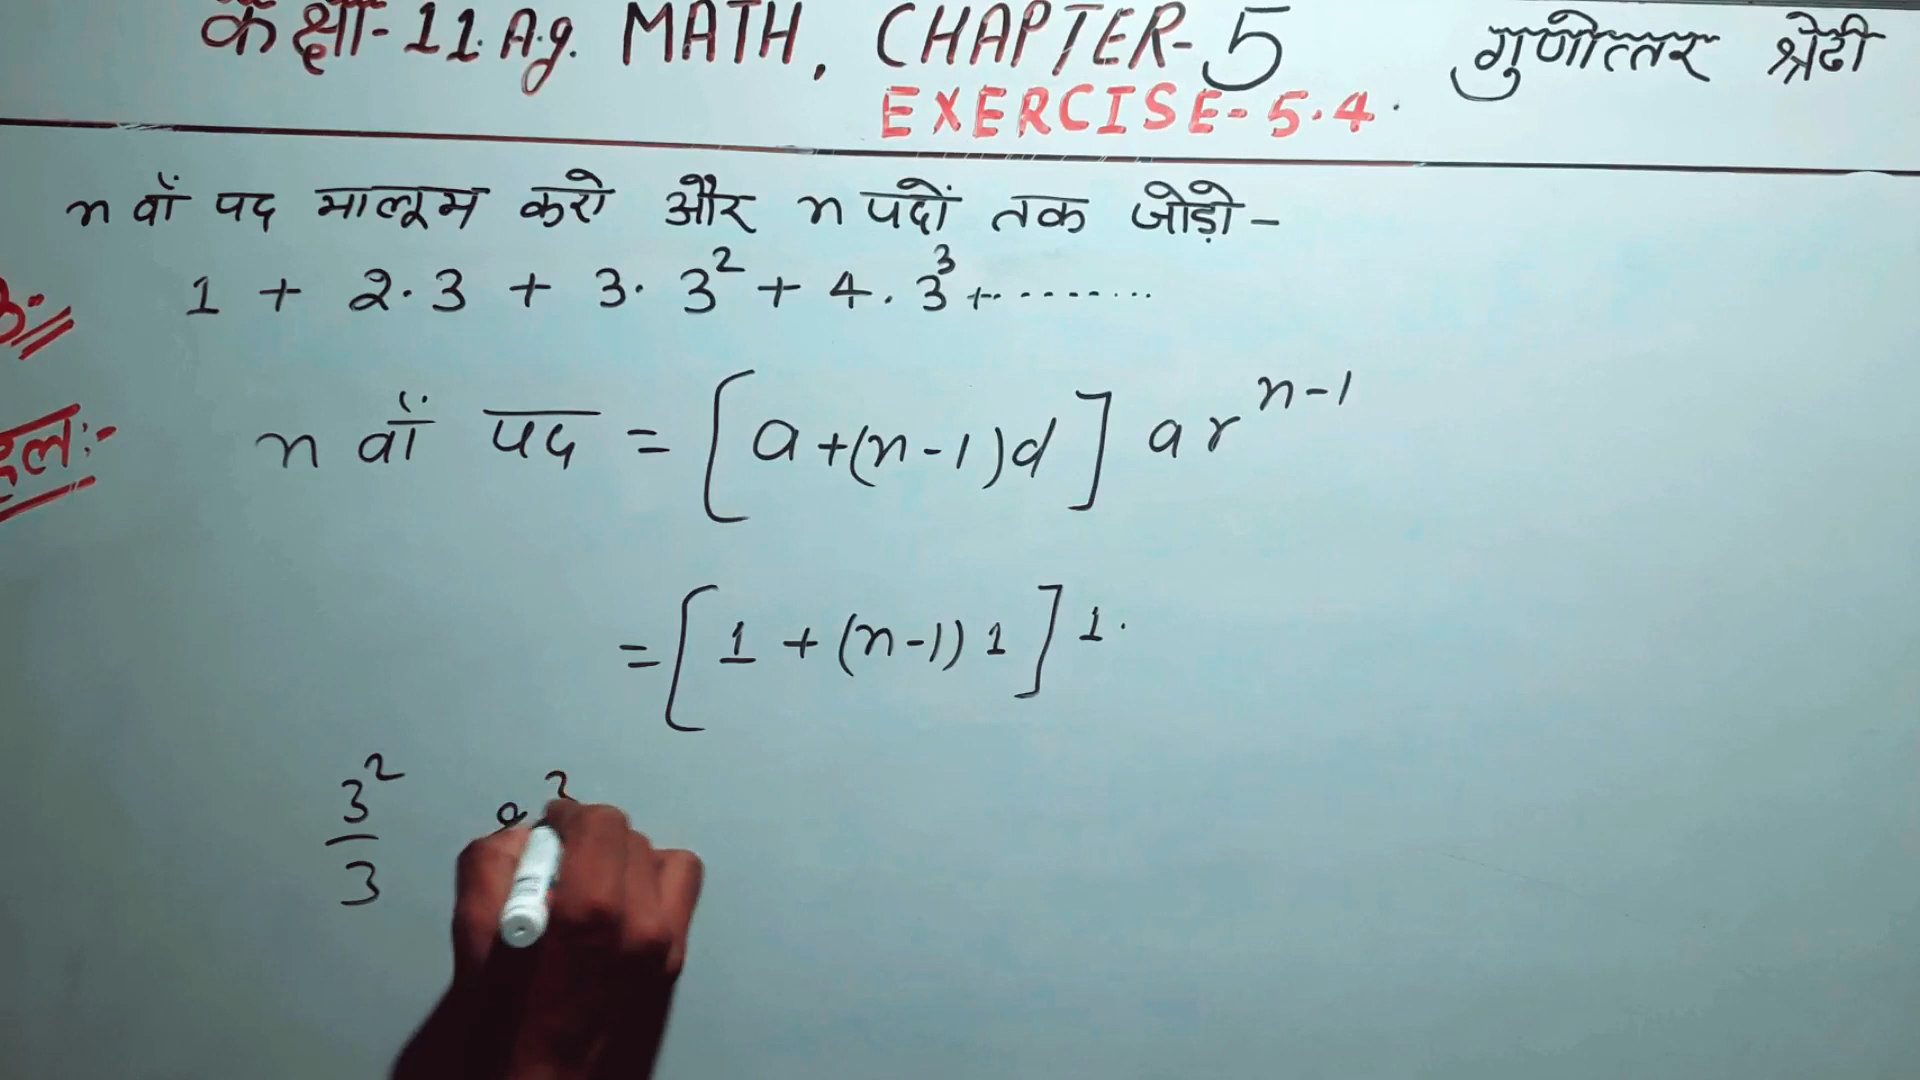 कक्षा-11. Ag. MATH, CHAPTER-5 गुणोत्तर श्रेढी
EXERCISE-5.4.
n वाँ पद मालूम करो और n पदों तक जोड़ो-
1 + 2·3 + 3·3² + 4·3³ +........
हल:-
n वाँ पद = [a+(n-1)d] ar^{n-1}
= [1 + (n-1) 1] 1.
3²/3